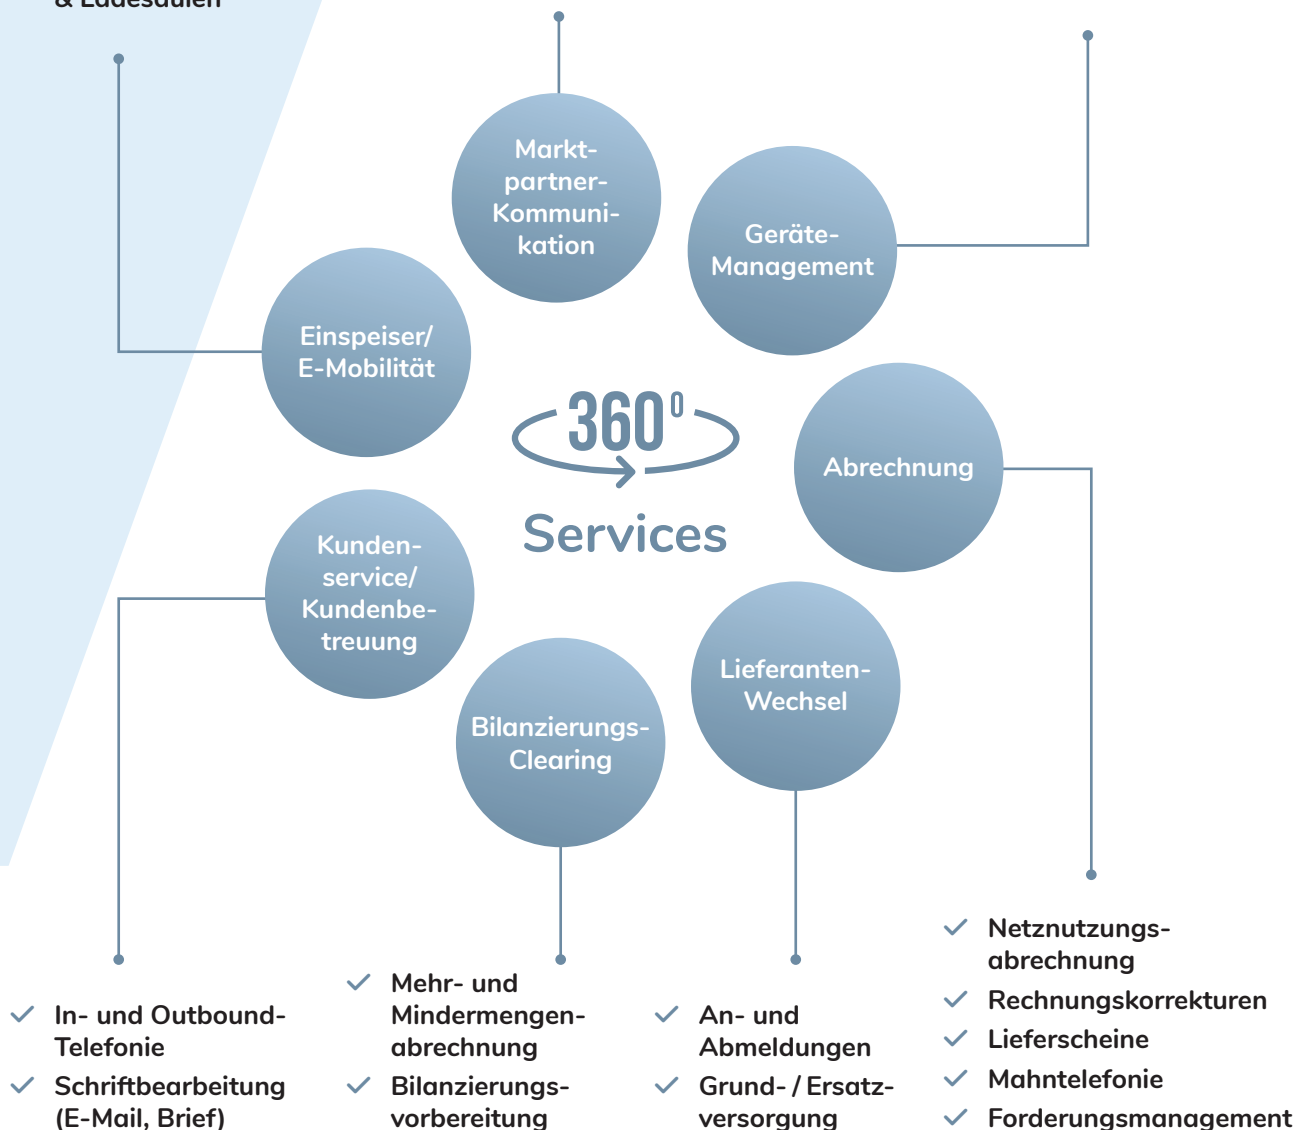 & Ladesäulen
Markt-
partner-
Kommuni-
kation
Geräte-
Management
Einspeiser/
E-Mobilität
360°
Abrechnung
Services
Kunden-
service/
Kundenbe-
treuung
Lieferanten-
Wechsel
Bilanzierungs-
Clearing
In- und Outbound-
Telefonie
Schriftbearbeitung
(E-Mail, Brief)
Mehr- und
Mindermengen-
abrechnung
Bilanzierungs-
vorbereitung
An- und
Abmeldungen
Grund- / Ersatz-
versorgung
Netznutzungs-
abrechnung
Rechnungskorrekturen
Lieferscheine
Mahntelefonie
Forderungsmanagement